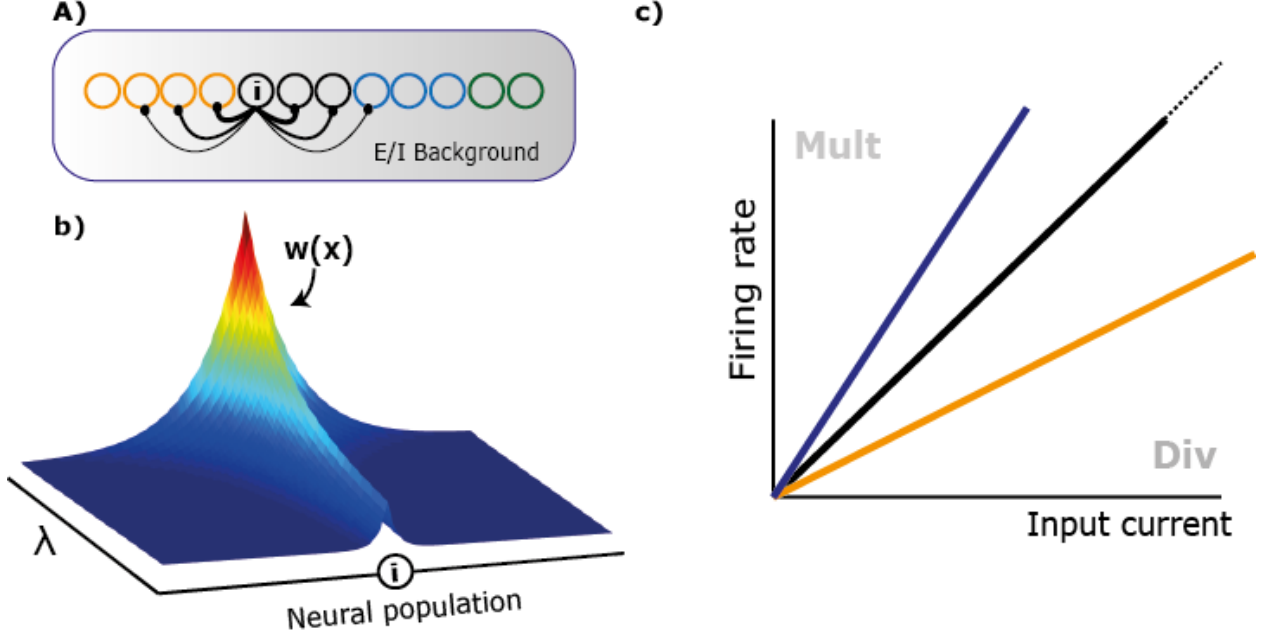 A)
ī
E/I Background
b)
w(x)
λ
ī
Neural population
c)
Mult
Firing rate
Div
Input current